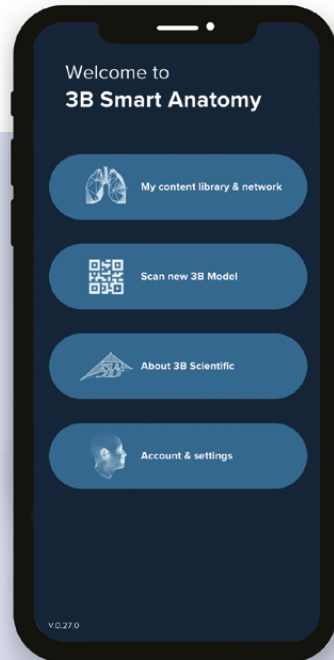 Welcome to
3B Smart Anatomy
My content library & network
Scan new 3B Model
About 3B Scientific
Account & settings
V.0.27.0